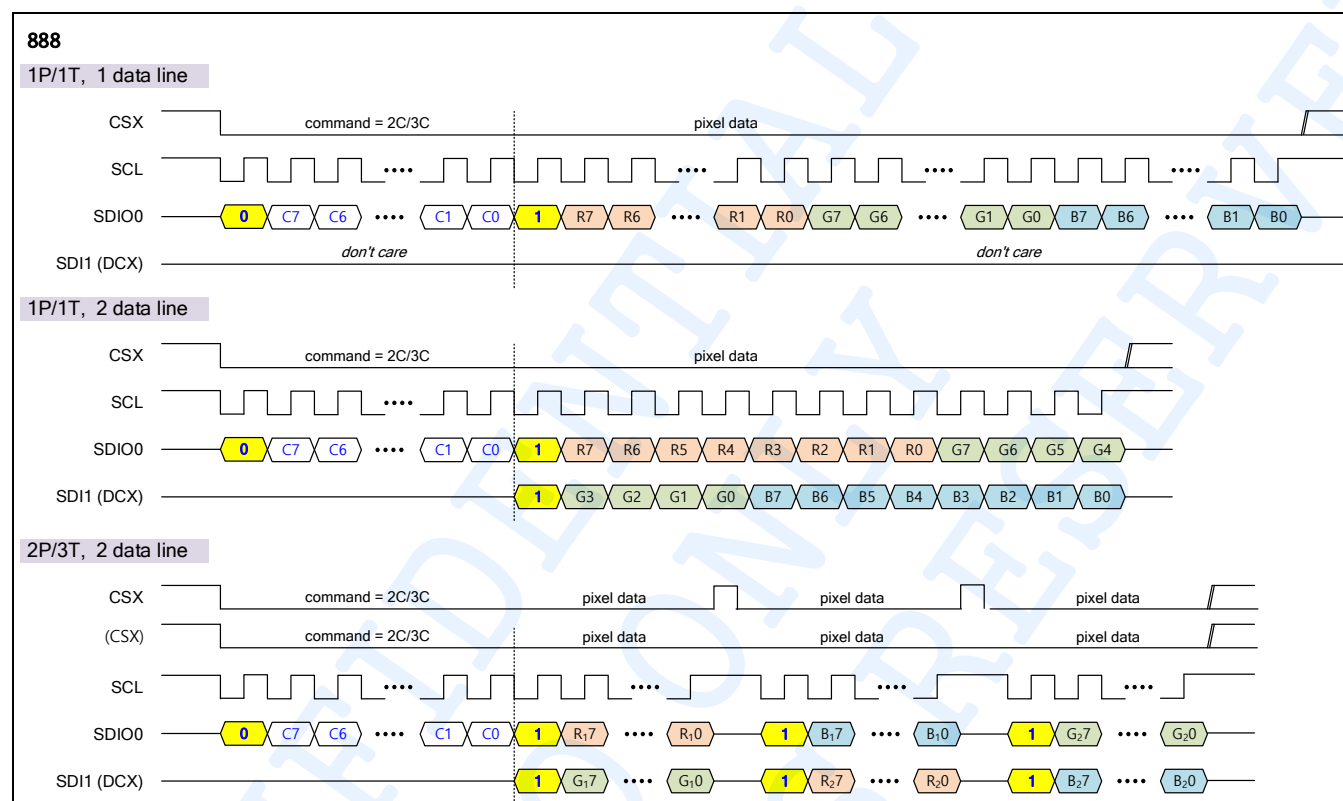 888
1P/1T, 1 data line
CSX command = 2C/3C pixel data
SCL •••• •••• •••• ••••
SDIO0 0 C7 C6 •••• C1 C0 1 R7 R6 •••• R1 R0 G7 G6 •••• G1 G0 B7 B6 •••• B1 B0
don't care don't care
SDI1 (DCX)
1P/1T, 2 data line
CSX command = 2C/3C pixel data
SCL ••••
SDIO0 0 C7 C6 •••• C1 C0 1 R7 R6 R5 R4 R3 R2 R1 R0 G7 G6 G5 G4
SDI1 (DCX) 1 G3 G2 G1 G0 B7 B6 B5 B4 B3 B2 B1 B0
2P/3T, 2 data line
CSX command = 2C/3C pixel data pixel data pixel data
(CSX) command = 2C/3C pixel data pixel data pixel data
SCL •••• •••• •••• ••••
SDIO0 0 C7 C6 •••• C1 C0 1 R₁7 •••• R₁0 1 B₁7 •••• B₁0 1 G₂7 •••• G₂0
SDI1 (DCX) 1 G₁7 •••• G₁0 1 R₂7 •••• R₂0 1 B₂7 •••• B₂0